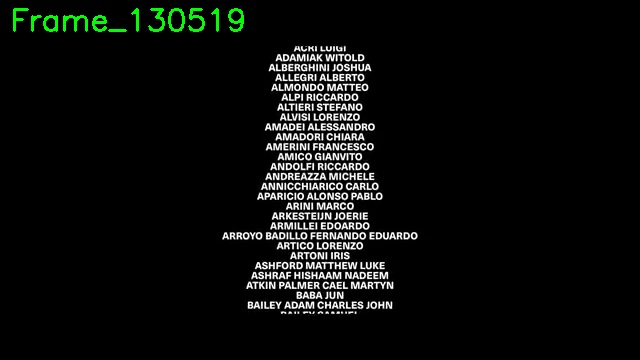 Frame_130519
ACRI LUIGI
ADAMIAK WITOLD
ALBERGHINI JOSHUA
ALLEGRI ALBERTO
ALMONDO MATTEO
ALPI RICCARDO
ALTIERI STEFANO
ALVISI LORENZO
AMADEI ALESSANDRO
AMADORI CHIARA
AMERINI FRANCESCO
AMICO GIANVITO
ANDOLFI RICCARDO
ANDREAZZA MICHELE
ANNICCHIARICO CARLO
APARICIO ALONSO PABLO
ARINI MARCO
ARKESTEIJN JOERIE
ARMILLEI EDOARDO
ARROYO BADILLO FERNANDO EDUARDO
ARTICO LORENZO
ARTONI IRIS
ASHFORD MATTHEW LUKE
ASHRAF HISHAAM NADEEM
ATKIN PALMER CAEL MARTYN
BABA JUN
BAILEY ADAM CHARLES JOHN
BAILEY SAMUEL